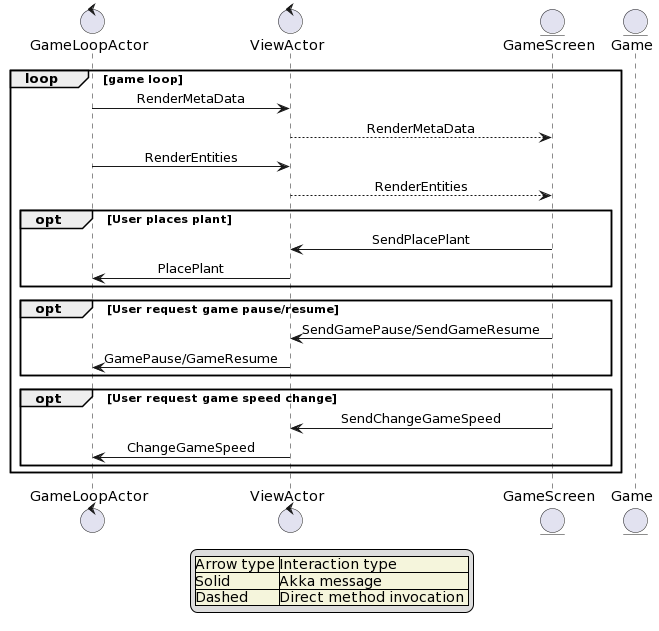 GameLoopActor ViewActor GameScreen Game
loop [game loop]
RenderMetaData
RenderMetaData
RenderEntities
RenderEntities
opt [User places plant]
SendPlacePlant
PlacePlant
opt [User request game pause/resume]
SendGamePause/SendGameResume
GamePause/GameResume
opt [User request game speed change]
SendChangeGameSpeed
ChangeGameSpeed
GameLoopActor ViewActor GameScreen Game
Arrow type Interaction type
Solid Akka message
Dashed Direct method invocation